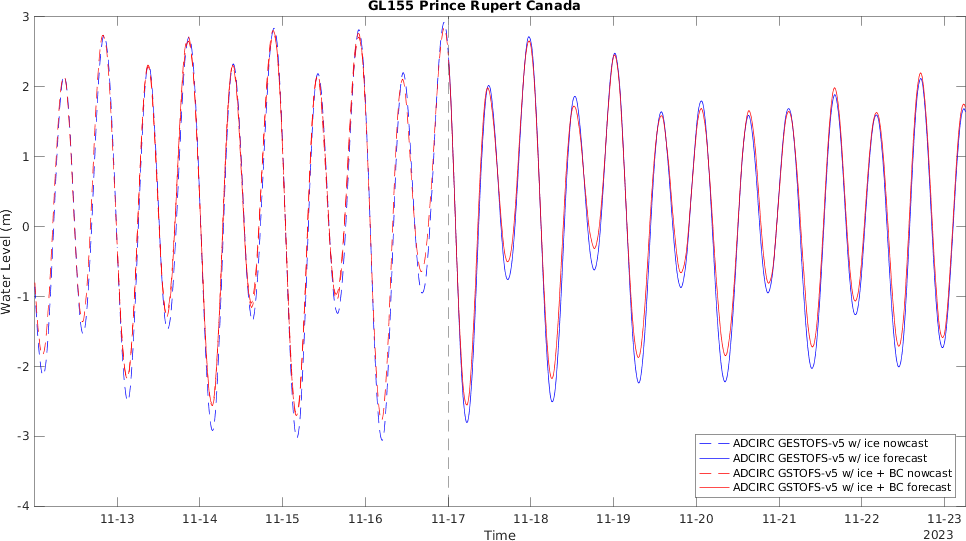 GL155 Prince Rupert Canada
3
2
1
0
-1
-2
-3
-4
Water Level (m)
ADCIRC GESTOFS-v5 w/ ice nowcast
ADCIRC GESTOFS-v5 w/ ice forecast
ADCIRC GSTOFS-v5 w/ ice + BC nowcast
ADCIRC GSTOFS-v5 w/ ice + BC forecast
11-13 11-14 11-15 11-16 11-17 11-18 11-19 11-20 11-21 11-22 11-23
Time
2023